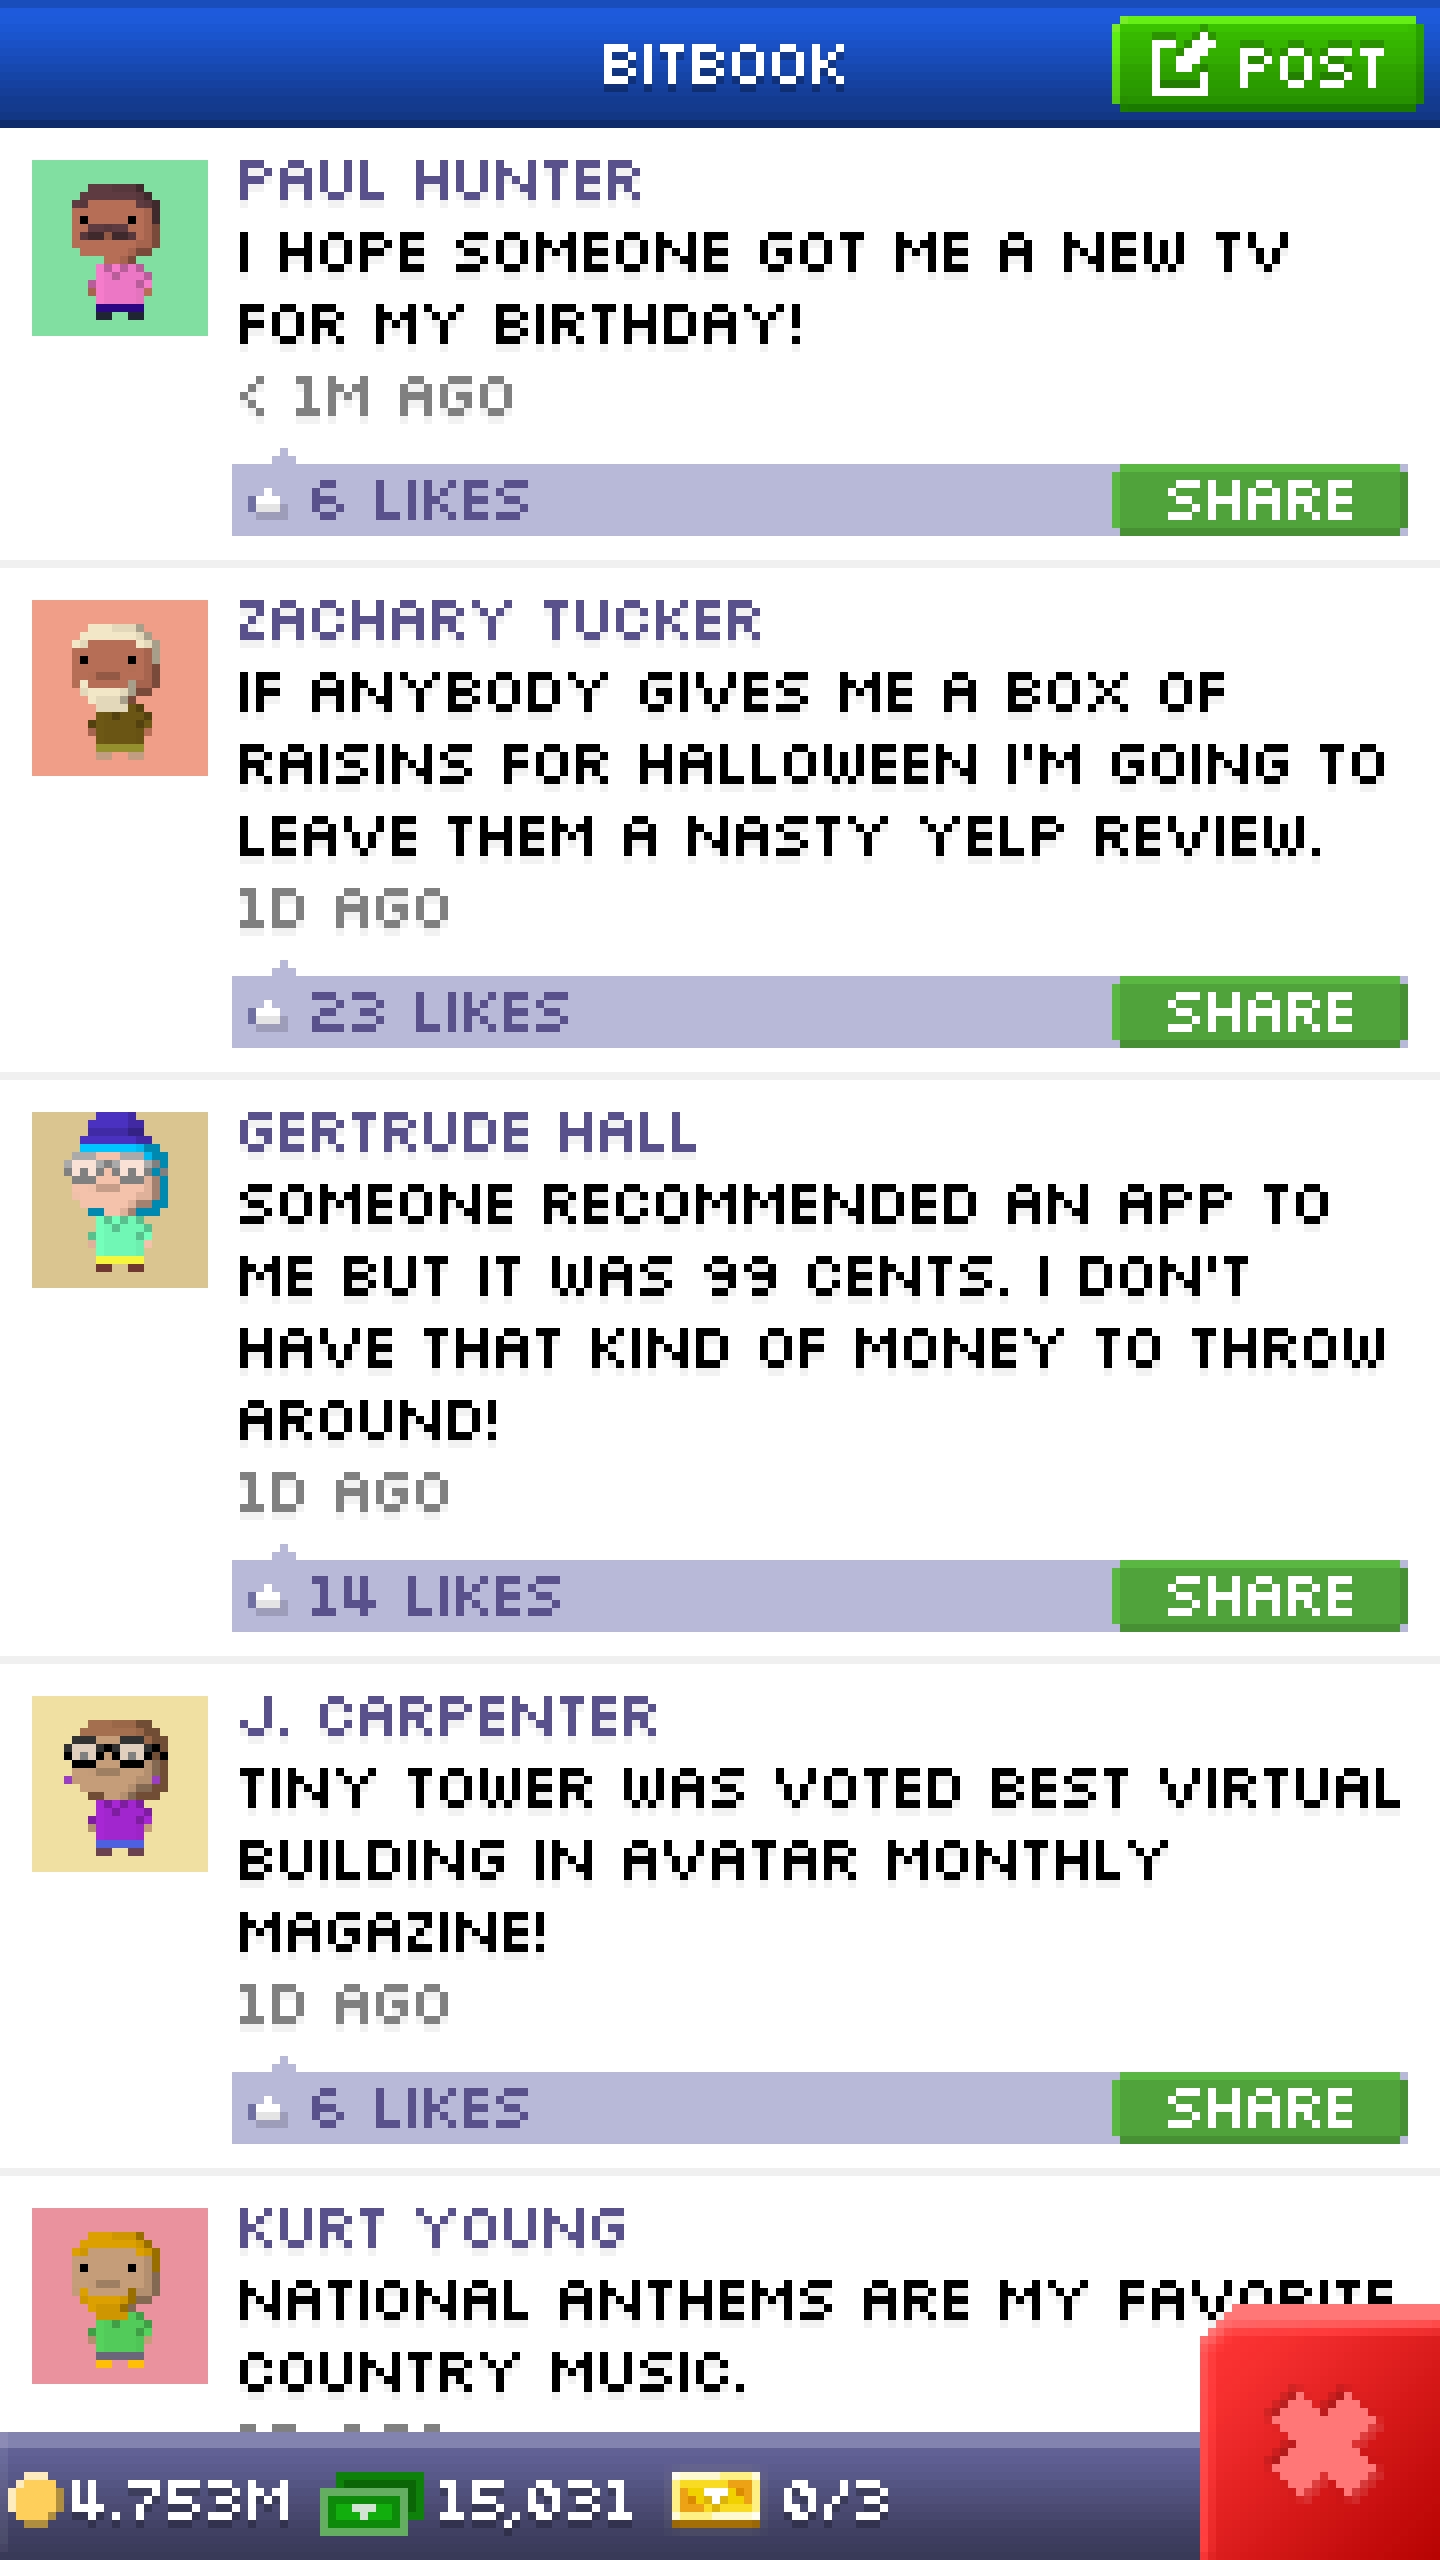 BITBOOK
POST
PAUL HUNTER
I HOPE SOMEONE GOT ME A NEW TV
FOR MY BIRTHDAY!
< 1M AGO
6 LIKES
SHARE
ZACHARY TUCKER
IF ANYBODY GIVES ME A BOX OF
RAISINS FOR HALLOWEEN I'M GOING TO
LEAVE THEM A NASTY YELP REVIEW.
1D AGO
23 LIKES
SHARE
GERTRUDE HALL
SOMEONE RECOMMENDED AN APP TO
ME BUT IT WAS 99 CENTS. I DON'T
HAVE THAT KIND OF MONEY TO THROW
AROUND!
1D AGO
14 LIKES
SHARE
J. CARPENTER
TINY TOWER WAS VOTED BEST VIRTUAL
BUILDING IN AVATAR MONTHLY
MAGAZINE!
1D AGO
6 LIKES
SHARE
KURT YOUNG
NATIONAL ANTHEMS ARE MY FAVORITE
COUNTRY MUSIC.
4.753M
15,031
0/3